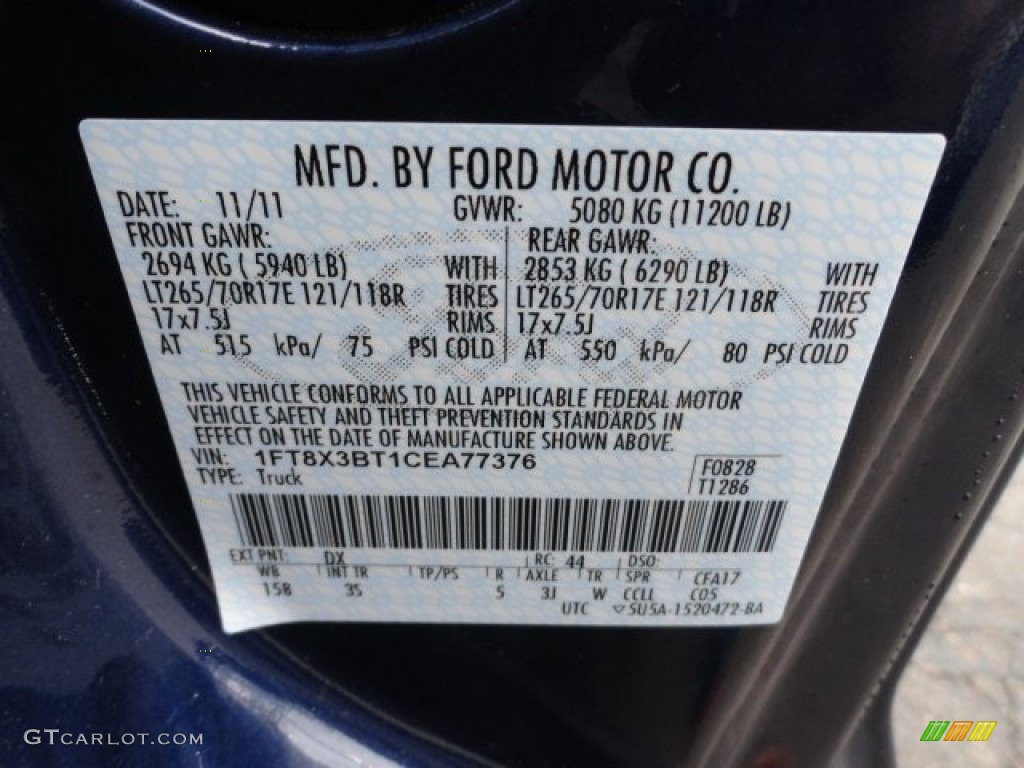 MFD. BY FORD MOTOR CO.
DATE: 11/11 GVWR: 5080 KG (11200 LB)
FRONT GAWR: REAR GAWR:
2694 KG ( 5940 LB) WITH 2853 KG ( 6290 LB) WITH
LT265/70R17E 121/118R TIRES LT265/70R17E 121/118R TIRES
17x7.5J RIMS 17x7.5J RIMS
AT 515 kPa/ 75 PSI COLD AT 550 kPa/ 80 PSI COLD
THIS VEHICLE CONFORMS TO ALL APPLICABLE FEDERAL MOTOR
VEHICLE SAFETY AND THEFT PREVENTION STANDARDS IN
EFFECT ON THE DATE OF MANUFACTURE SHOWN ABOVE.
VIN: 1FT8X3BT1CEA77376 F0828
TYPE: Truck T1286
EXT PNT: DX RC: 44 DSO:
WB INT TR TP/PS R AXLE TR SPR CFA17
158 3S 5 3J W CCLL C05
UTC ▽5U5A-1520472-BA
GTCARLOT.COM